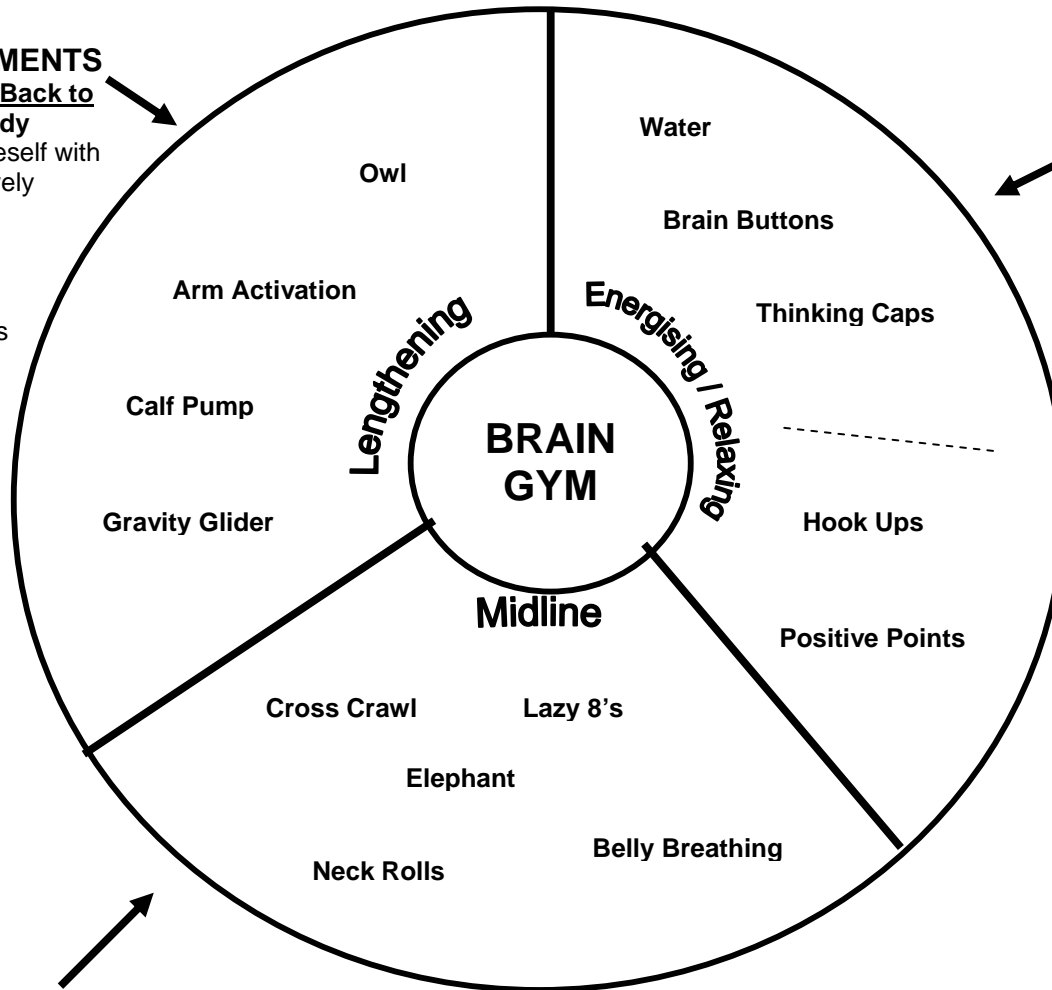 MENTS
Back to
dy
eself with
ely
s
Owl
Arm Activation
Calf Pump
Gravity Glider
Lengthening
Water
Brain Buttons
Thinking Caps
Energising / Relaxing
Hook Ups
Positive Points
BRAIN
GYM
Midline
Cross Crawl
Lazy 8’s
Elephant
Belly Breathing
Neck Rolls